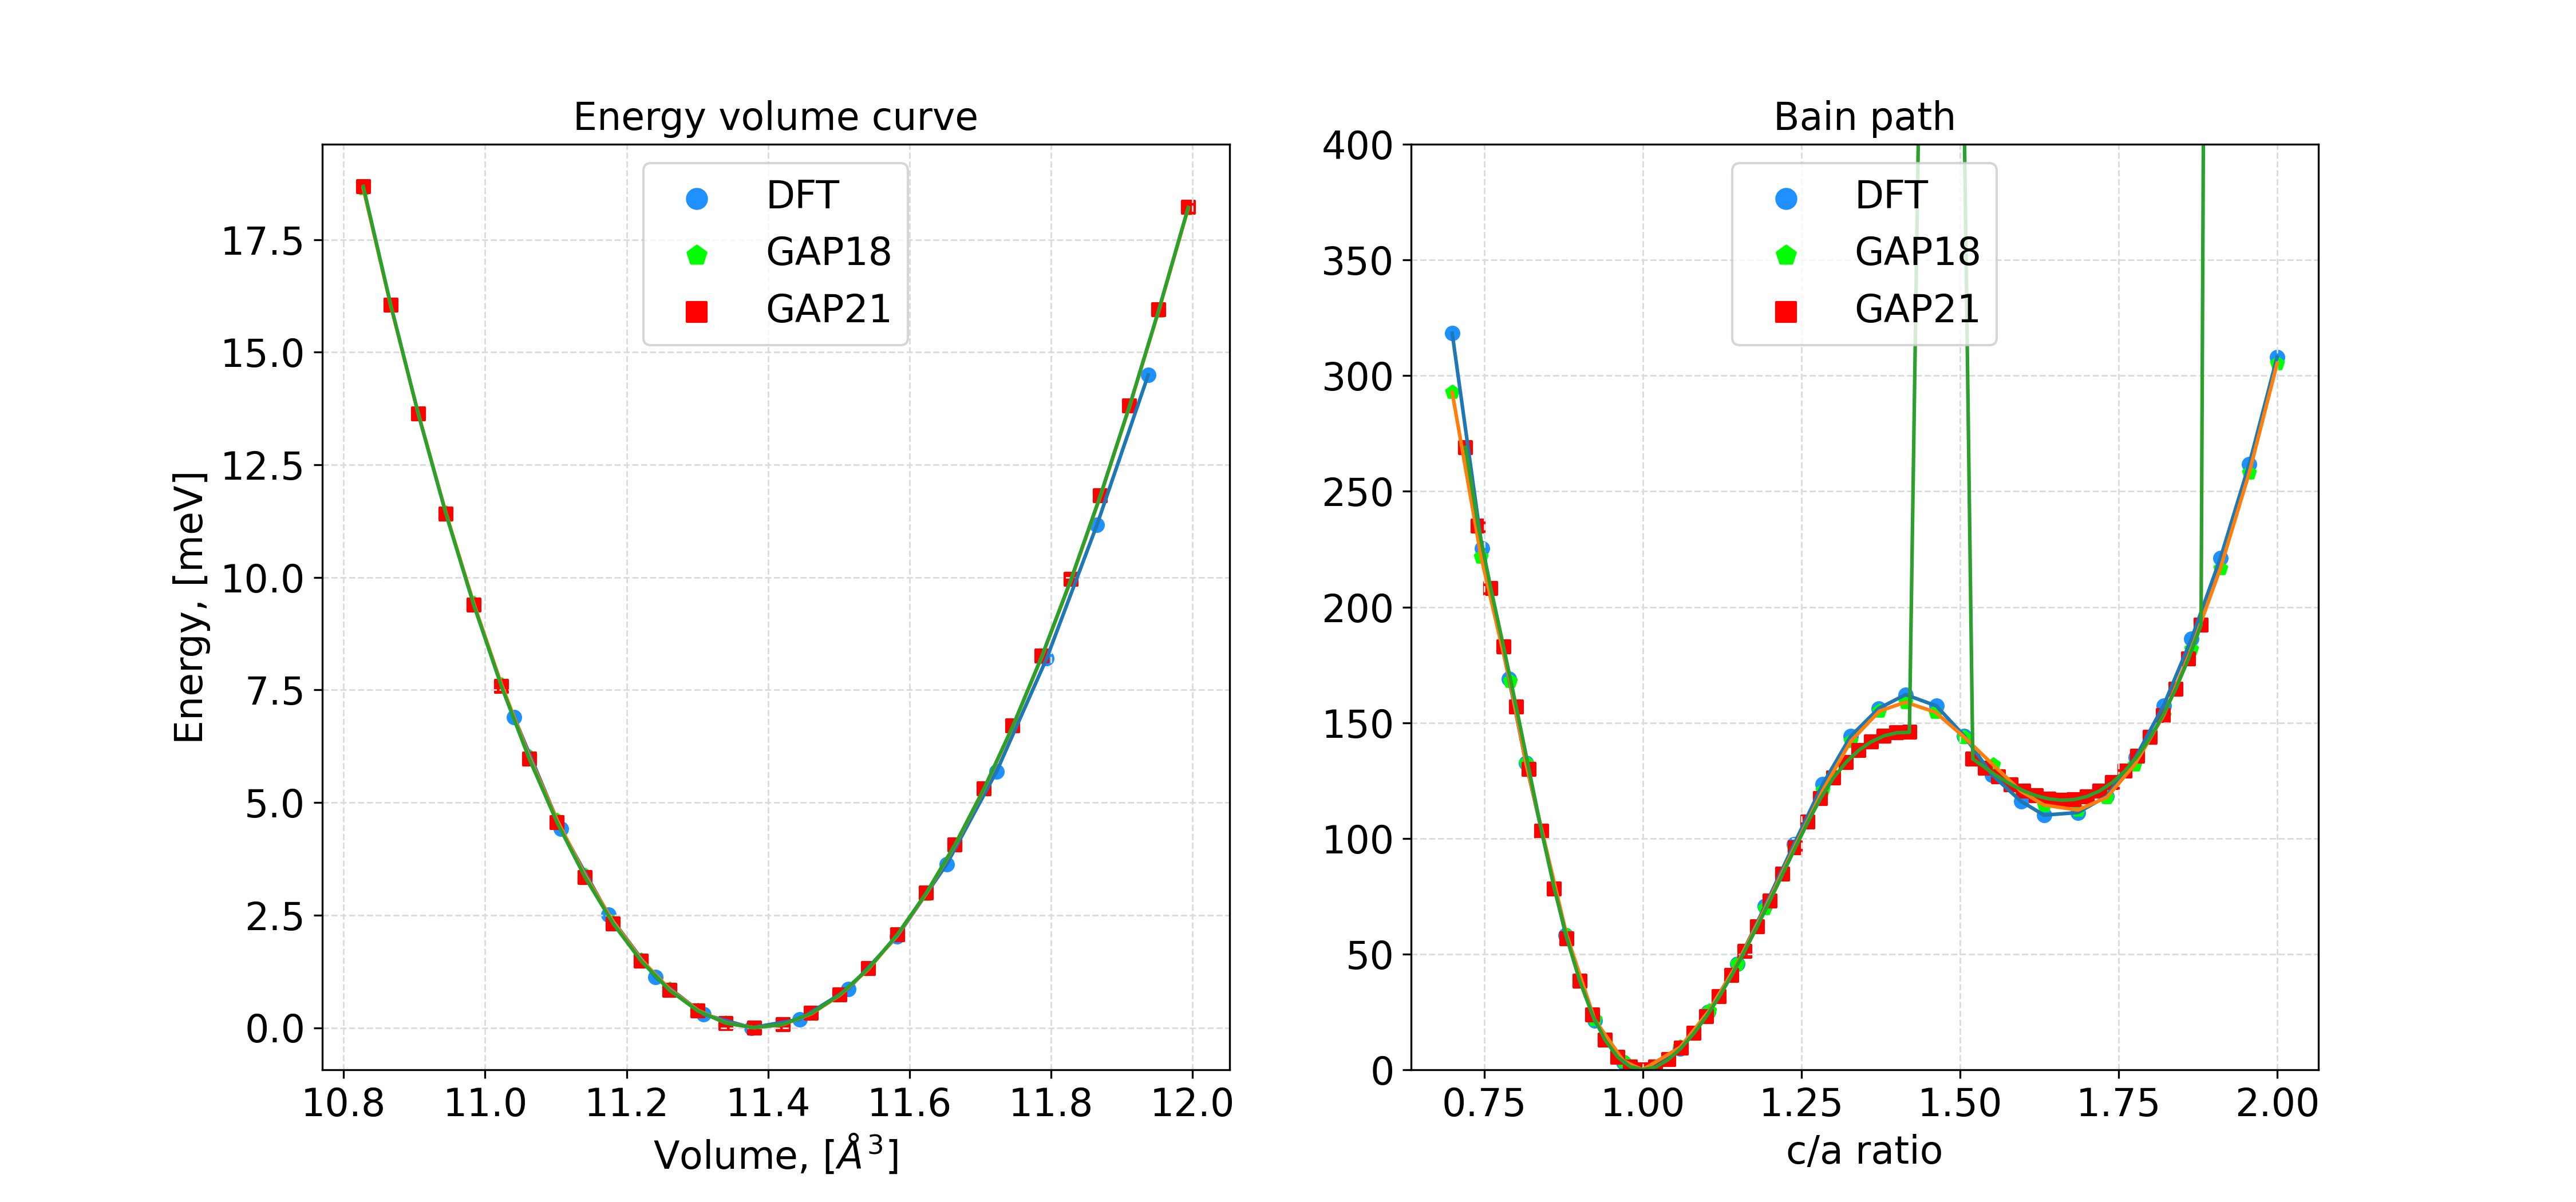 Energy volume curve
DFT
GAP18
GAP21
17.5
15.0
12.5
10.0
7.5
5.0
2.5
0.0
Energy, [meV]
10.8 11.0 11.2 11.4 11.6 11.8 12.0
Volume, [Å³]
Bain path
DFT
GAP18
GAP21
400
350
300
250
200
150
100
50
0
0.75 1.00 1.25 1.50 1.75 2.00
c/a ratio